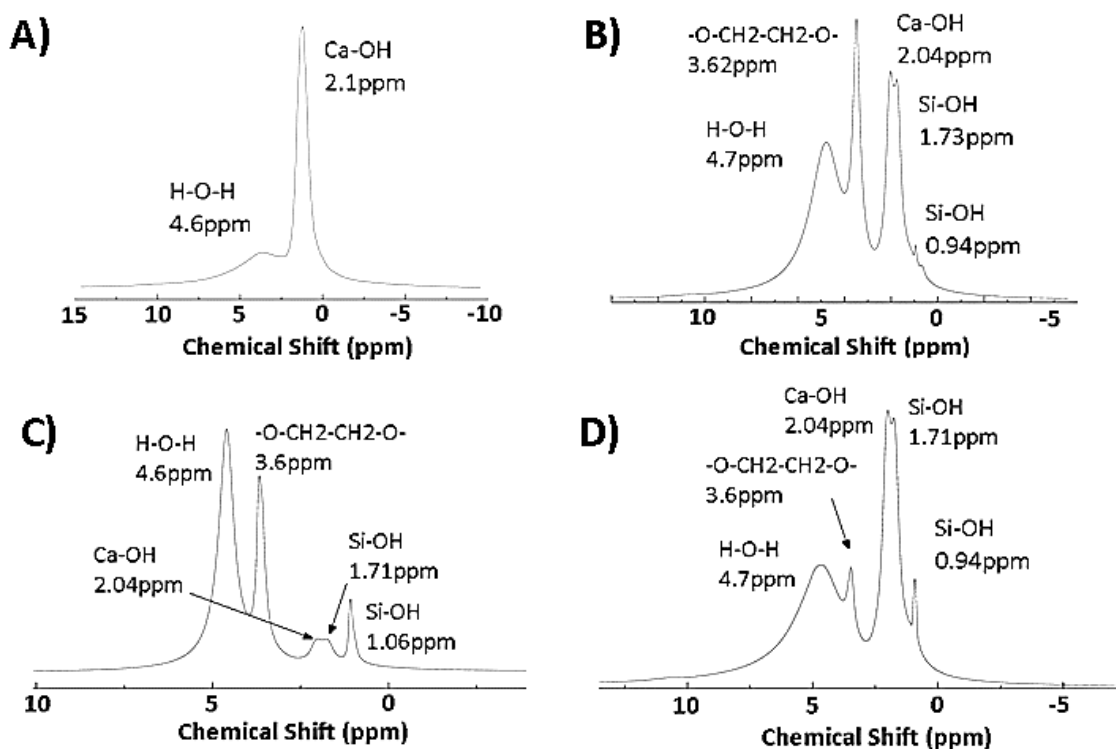 A)
Ca-OH
2.1ppm
H-O-H
4.6ppm
15 10 5 0 -5 -10
Chemical Shift (ppm)
B)
-O-CH2-CH2-O-
3.62ppm
Ca-OH
2.04ppm
Si-OH
1.73ppm
H-O-H
4.7ppm
Si-OH
0.94ppm
10 5 0 -5
Chemical Shift (ppm)
C)
H-O-H
4.6ppm
-O-CH2-CH2-O-
3.6ppm
Ca-OH
2.04ppm
Si-OH
1.71ppm
Si-OH
1.06ppm
10 5 0
Chemical Shift (ppm)
D)
Ca-OH
2.04ppm
Si-OH
1.71ppm
-O-CH2-CH2-O-
3.6ppm
H-O-H
4.7ppm
Si-OH
0.94ppm
10 5 0 -5
Chemical Shift (ppm)